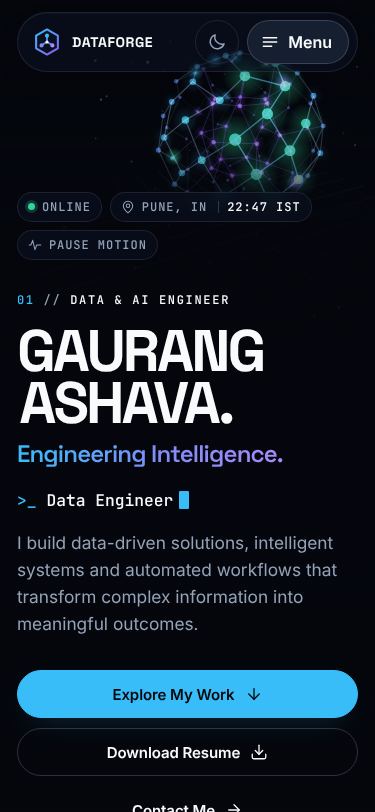 DATAFORGE
Menu
ONLINE
PUNE, IN | 22:47 IST
PAUSE MOTION
01 // DATA & AI ENGINEER
GAURANG
ASHAVA.
Engineering Intelligence.
>_ Data Engineer
I build data-driven solutions, intelligent
systems and automated workflows that
transform complex information into
meaningful outcomes.
Explore My Work ↓
Download Resume
Contact Me →